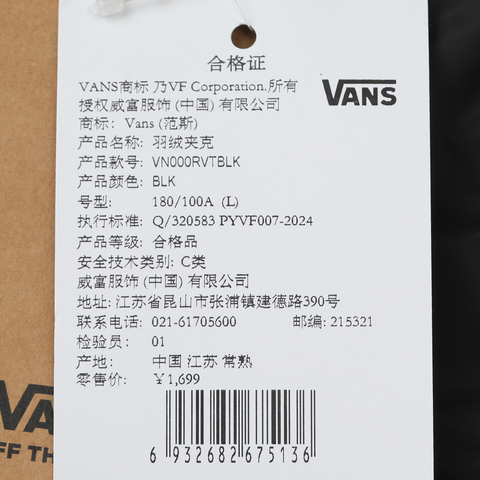 合格证
VANS商标 乃VF Corporation.所有
授权威富服饰 (中国) 有限公司
VANS
商标: Vans (范斯)
产品名称: 羽绒夹克
产品款号: VN000RVTBLK
产品颜色: BLK
号型: 180/100A (L)
执行标准: Q/320583 PYVF007-2024
产品等级: 合格品
安全技术类别: C类
威富服饰 (中国) 有限公司
地址: 江苏省昆山市张浦镇建德路390号
联系电话: 021-61705600 邮编: 215321
检验员: 01
产地: 中国 江苏 常熟
零售价: ¥1,699
6 932682 675136
VANS
FF TH